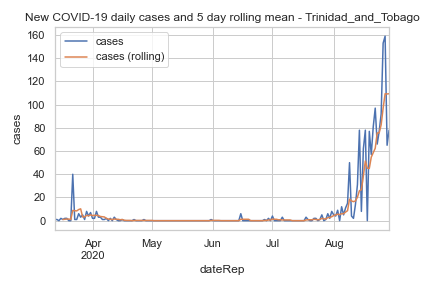 New COVID-19 daily cases and 5 day rolling mean - Trinidad_and_Tobago
cases
cases (rolling)
160
140
120
100
80
60
40
20
0
cases
Apr
2020
May
Jun
Jul
Aug
dateRep